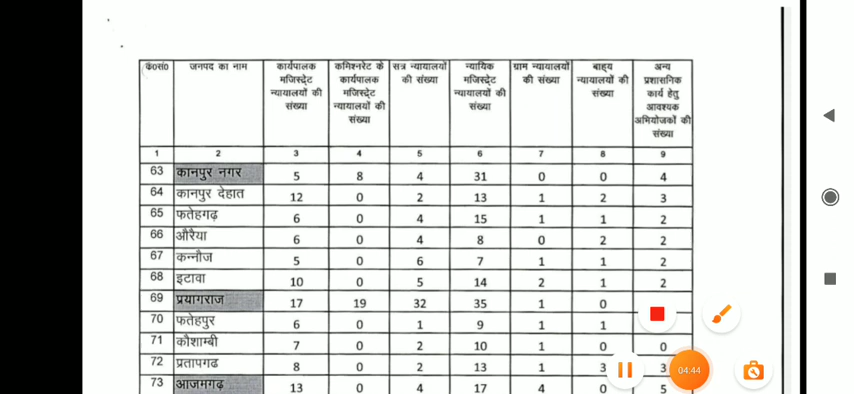 क०सं० जनपद का नाम कार्यपालक मजिस्ट्रेट न्यायालयों की संख्या कमिश्नरेट के कार्यपालक मजिस्ट्रेट न्यायालयों की संख्या सत्र न्यायालयों की संख्या न्यायिक मजिस्ट्रेट न्यायालयों की संख्या ग्राम न्यायालयों की संख्या बाह्य न्यायालयों की संख्या अन्य प्रशासनिक कार्य हेतु आवश्यक अभियोजकों की संख्या
1 2 3 4 5 6 7 8 9
63 कानपुर नगर 5 8 4 31 0 0 4
64 कानपुर देहात 12 0 2 13 1 2 3
65 फतेहगढ़ 6 0 4 15 1 1 2
66 औरैया 6 0 4 8 0 2 2
67 कन्नौज 5 0 6 7 1 1 2
68 इटावा 10 0 5 14 2 1 2
69 प्रयागराज 17 19 32 35 1 0
70 फतेहपुर 6 0 1 9 1 1
71 कौशाम्बी 7 0 2 10 1 0 0
72 प्रतापगढ 8 0 2 13 1 3 3
73 आजमगढ़ 13 0 4 17 4 0 5
04:44